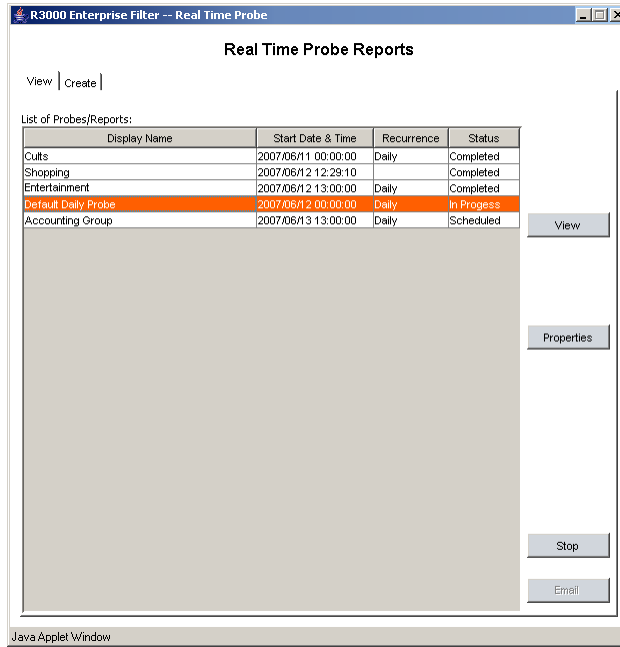 R3000 Enterprise Filter -- Real Time Probe
Real Time Probe Reports
View Create
List of Probes/Reports:
Display Name Start Date & Time Recurrence Status
Cults 2007/06/11 00:00:00 Daily Completed
Shopping 2007/06/12 12:29:10 Completed
Entertainment 2007/06/12 13:00:00 Daily Completed
Default Daily Probe 2007/06/12 00:00:00 Daily In Progess
Accounting Group 2007/06/13 13:00:00 Daily Scheduled
View
Properties
Stop
Email
Java Applet Window